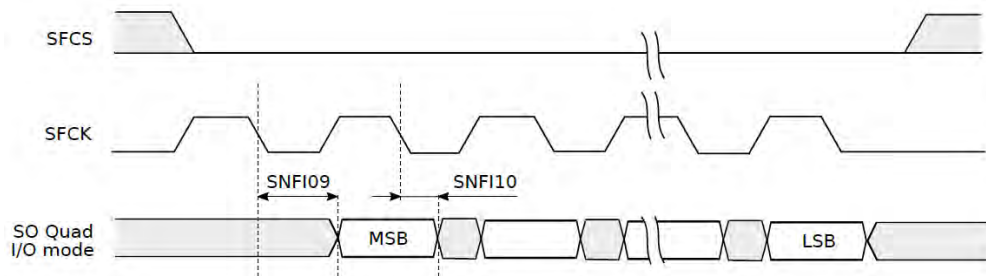 SFCS
SFCK
SNFI09
SNFI10
SO Quad
I/O mode
MSB
LSB